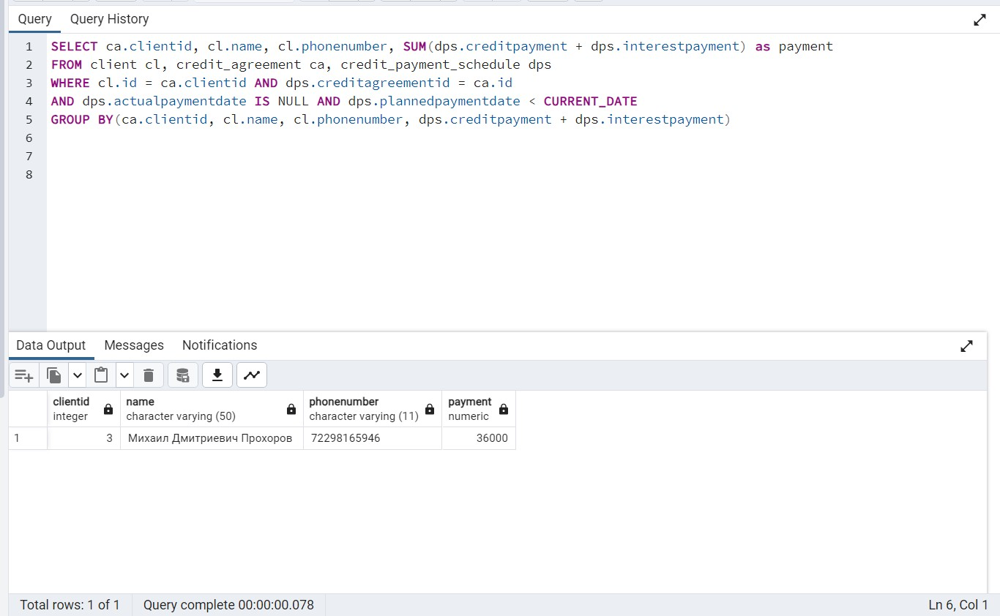 Query Query History
1 SELECT ca.clientid, cl.name, cl.phonenumber, SUM(dps.creditpayment + dps.interestpayment) as payment
2 FROM client cl, credit_agreement ca, credit_payment_schedule dps
3 WHERE cl.id = ca.clientid AND dps.creditagreementid = ca.id
4 AND dps.actualpaymentdate IS NULL AND dps.plannedpaymentdate < CURRENT_DATE
5 GROUP BY(ca.clientid, cl.name, cl.phonenumber, dps.creditpayment + dps.interestpayment)
6
7
8
Data Output Messages Notifications
clientid name phonenumber payment
integer character varying (50) character varying (11) numeric
1 3 Михаил Дмитриевич Прохоров 72298165946 36000
Total rows: 1 of 1 Query complete 00:00:00.078 Ln 6, Col 1